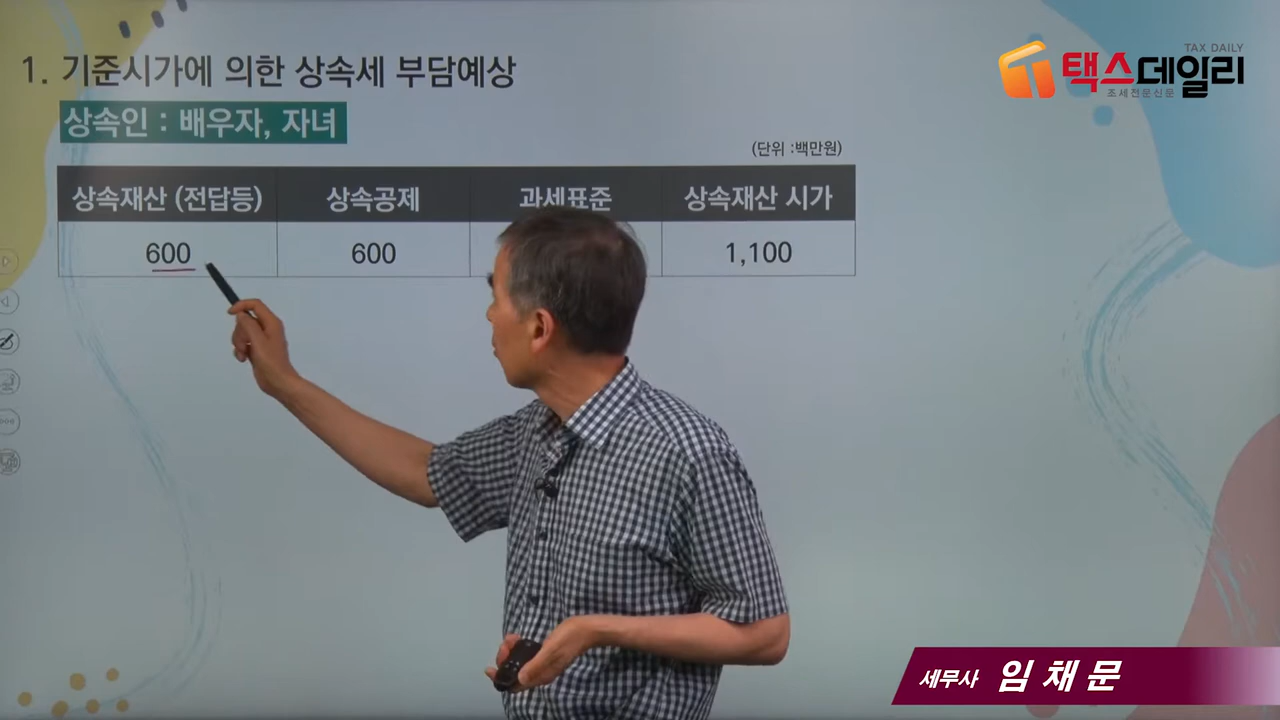 1. 기준시가에 의한 상속세 부담예상
상속인 : 배우자, 자녀
(단위 :백만원)
상속재산 (전답등) 상속공제 과세표준 상속재산 시가
600 600 1,100
TAX DAILY
택스데일리
조세전문신문
세무사 임채문